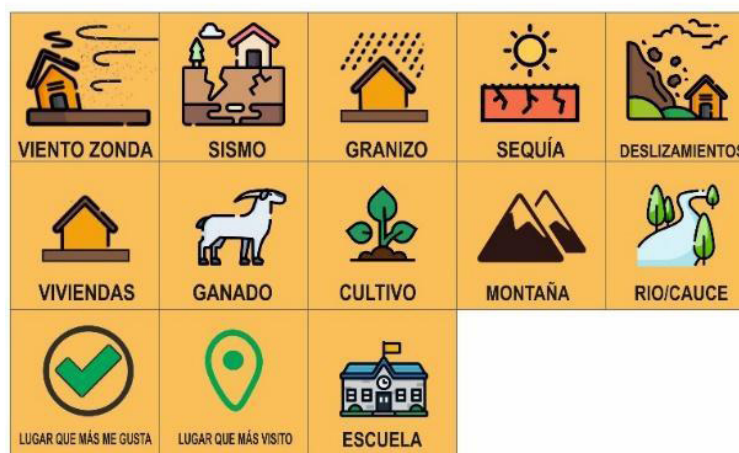 VIENTO ZONDA
SISMO
GRANIZO
SEQUÍA
DESLIZAMIENTOS
VIVIENDAS
GANADO
CULTIVO
MONTAÑA
RIO/CAUCE
LUGAR QUE MÁS ME GUSTA
LUGAR QUE MÁS VISITO
ESCUELA